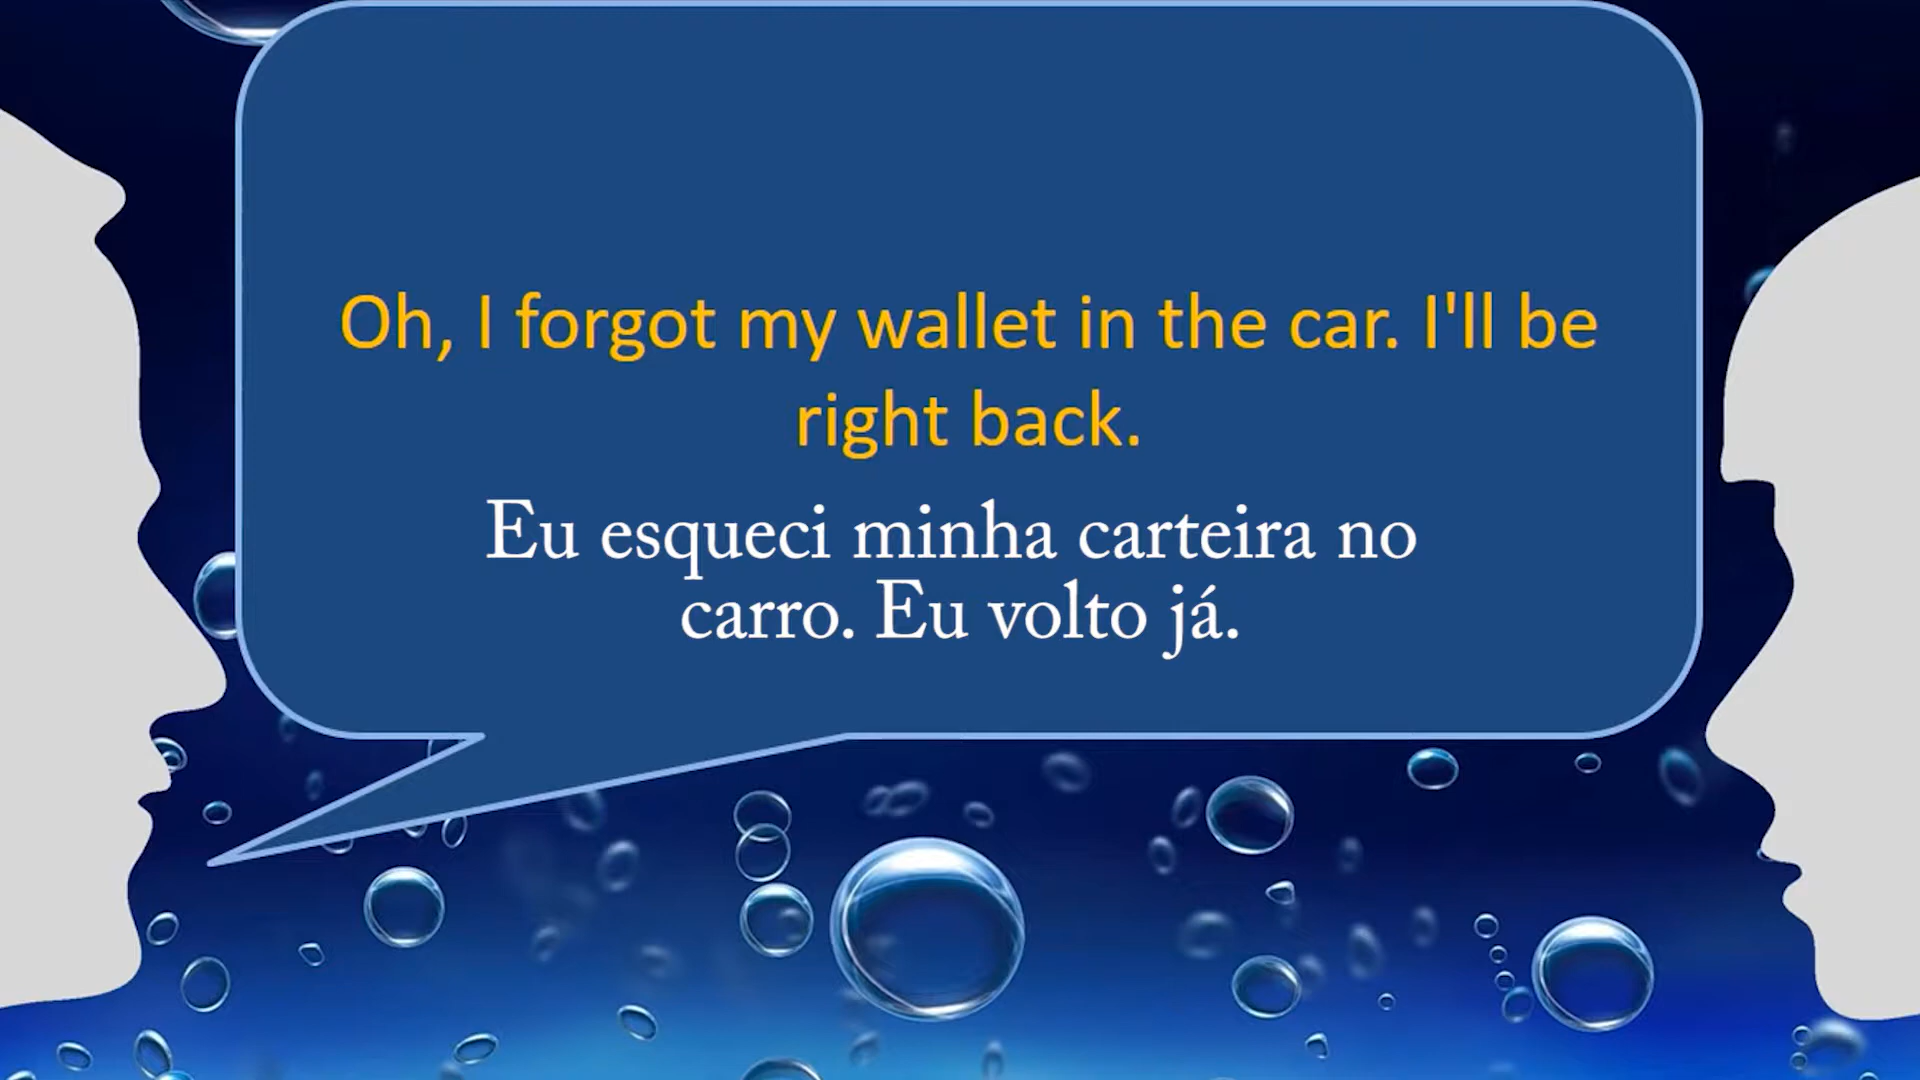 Oh, I forgot my wallet in the car. I'll be
right back.
Eu esqueci minha carteira no
carro. Eu volto já.